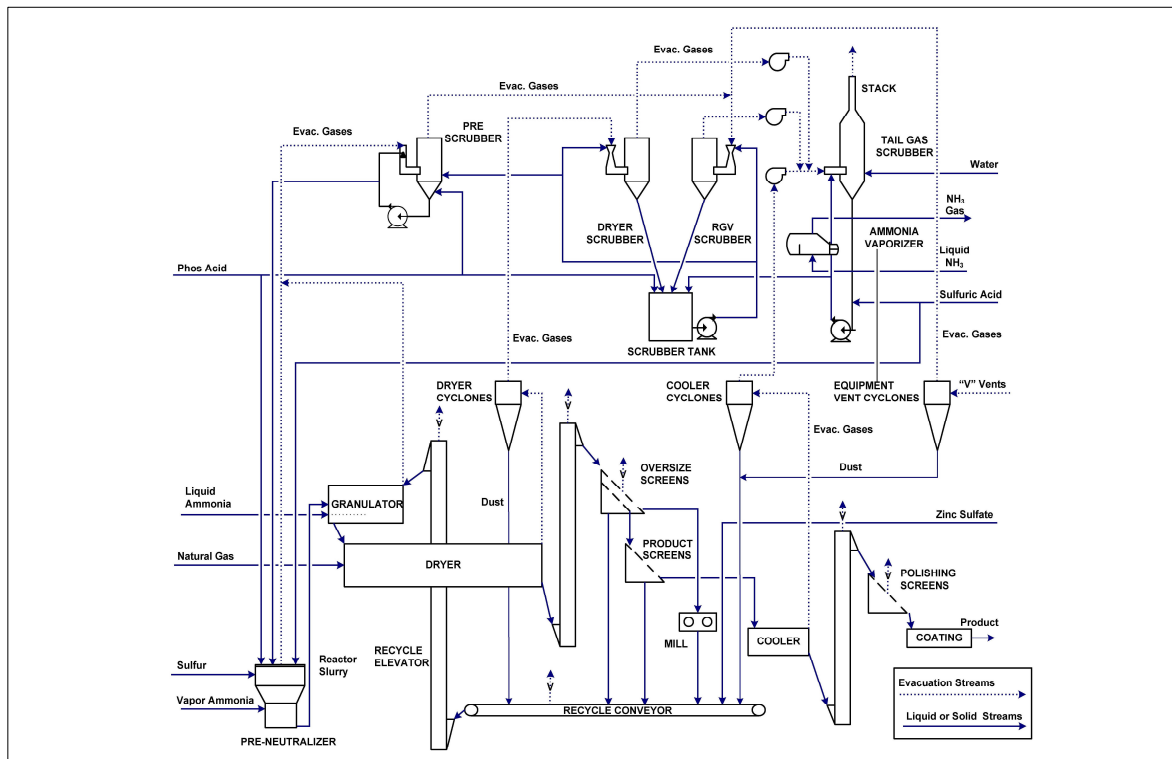 Evac. Gases
Evac. Gases
STACK
Evac. Gases
PRE
SCRUBBER
TAIL GAS
SCRUBBER
Water
NH3
Gas
DRYER
SCRUBBER
RGV
SCRUBBER
AMMONIA
VAPORIZER
Liquid
NH3
Phos Acid
Sulfuric Acid
SCRUBBER TANK
Evac. Gases
Evac. Gases
DRYER
CYCLONES
COOLER
CYCLONES
EQUIPMENT
VENT CYCLONES
"V" Vents
V
V
Evac. Gases
Dust
OVERSIZE
SCREENS
V
Liquid
Ammonia
GRANULATOR
Dust
Zinc Sulfate
V
Natural Gas
DRYER
PRODUCT
SCREENS
V
POLISHING
SCREENS
Product
COATING
MILL
COOLER
Sulfur
Reactor
Slurry
RECYCLE
ELEVATOR
V
Vapor Ammonia
RECYCLE CONVEYOR
PRE-NEUTRALIZER
Evacuation Streams
Liquid or Solid Streams